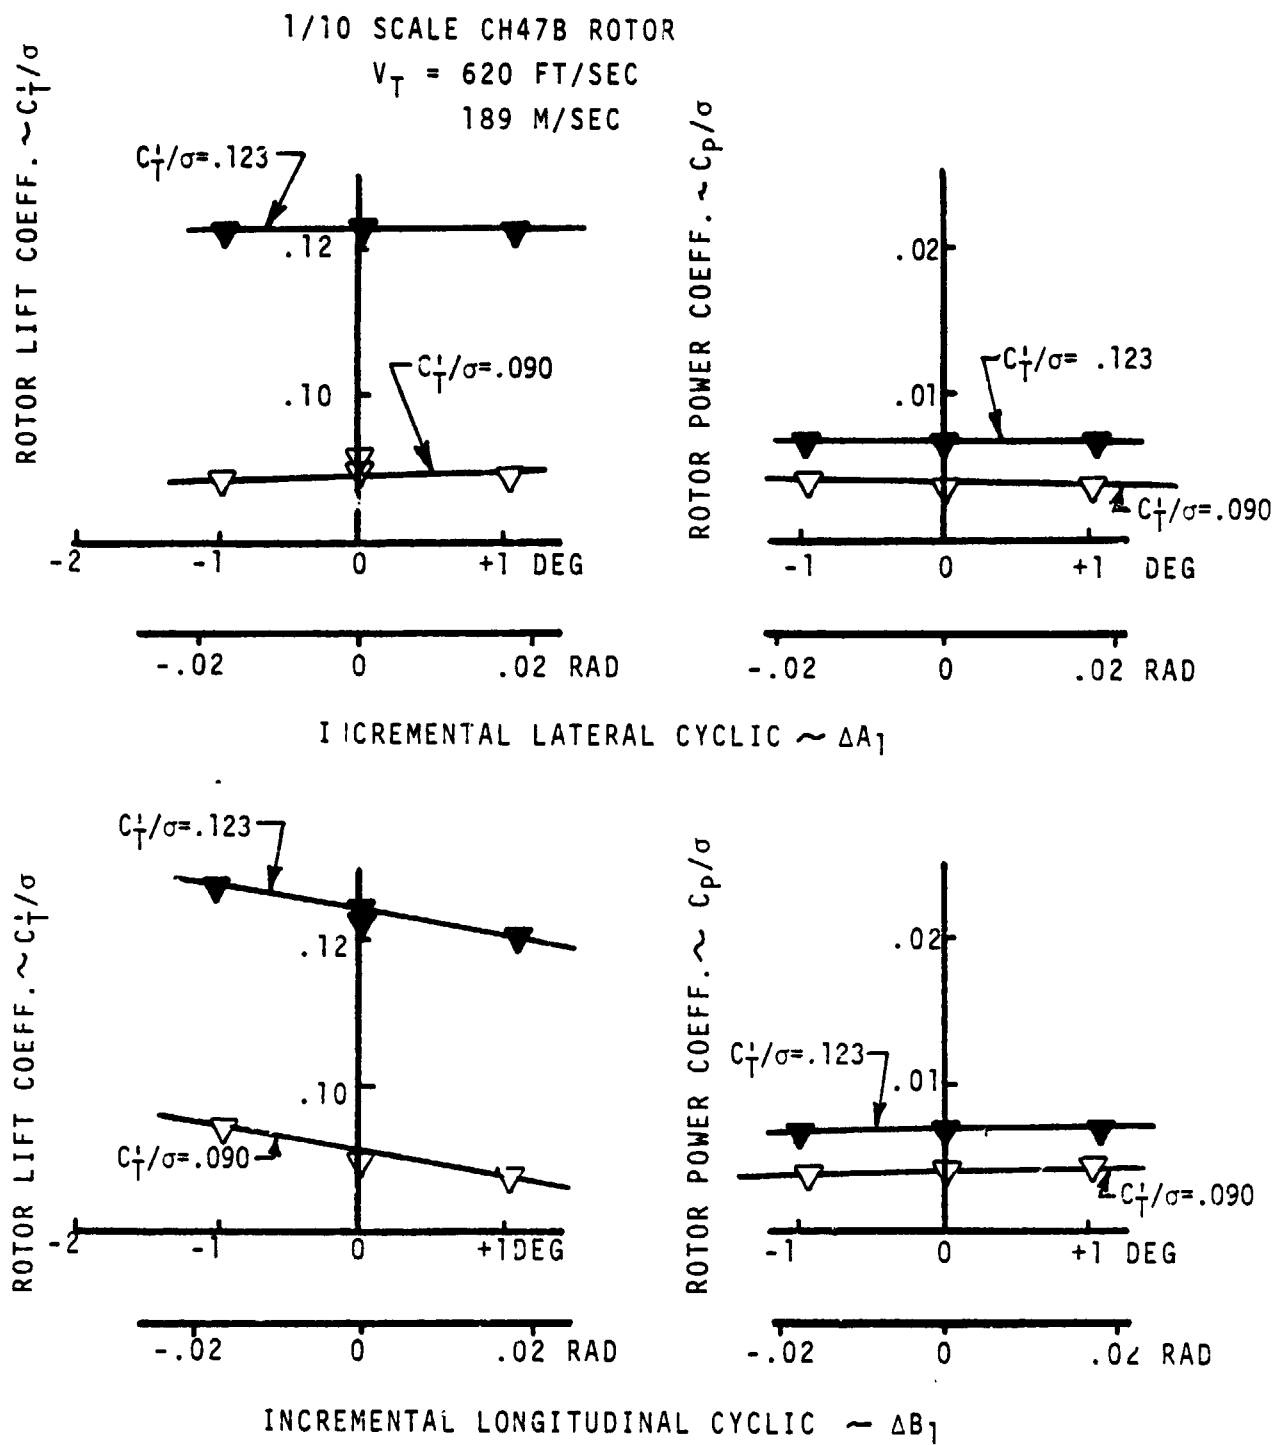 1/10 SCALE CH47B ROTOR
V_T = 620 FT/SEC
189 M/SEC
ROTOR LIFT COEFF. ~ C'_T/σ
C'_T/σ=.123
.12
C'_T/σ=.090
.10
-2 -1 0 +1 DEG
-.02 0 .02 RAD
ROTOR POWER COEFF. ~ C_p/σ
.02
C'_T/σ= .123
.01
C'_T/σ=.090
-1 0 +1 DEG
-.02 0 .02 RAD
I CREMENTAL LATERAL CYCLIC ~ ΔA_1
ROTOR LIFT COEFF. ~ C'_T/σ
C'_T/σ=.123
.12
.10
C'_T/σ=.090
-2 -1 0 +1DEG
-.02 0 .02 RAD
ROTOR POWER COEFF. ~ C_p/σ
.02
C'_T/σ=.123
.01
C'_T/σ=.090
-1 0 +1 DEG
-.02 0 .02 RAD
INCREMENTAL LONGITUDINAL CYCLIC ~ ΔB_1